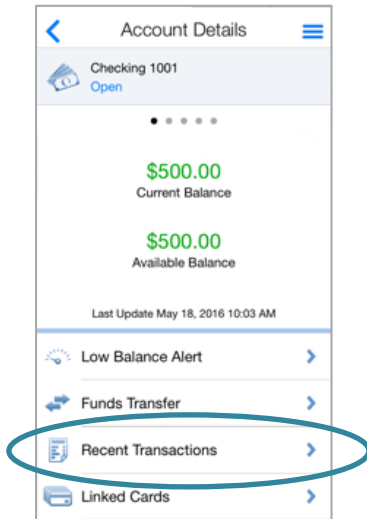 Account Details
Checking 1001
Open
$500.00
Current Balance
$500.00
Available Balance
Last Update May 18, 2016 10:03 AM
Low Balance Alert
Funds Transfer
Recent Transactions
Linked Cards